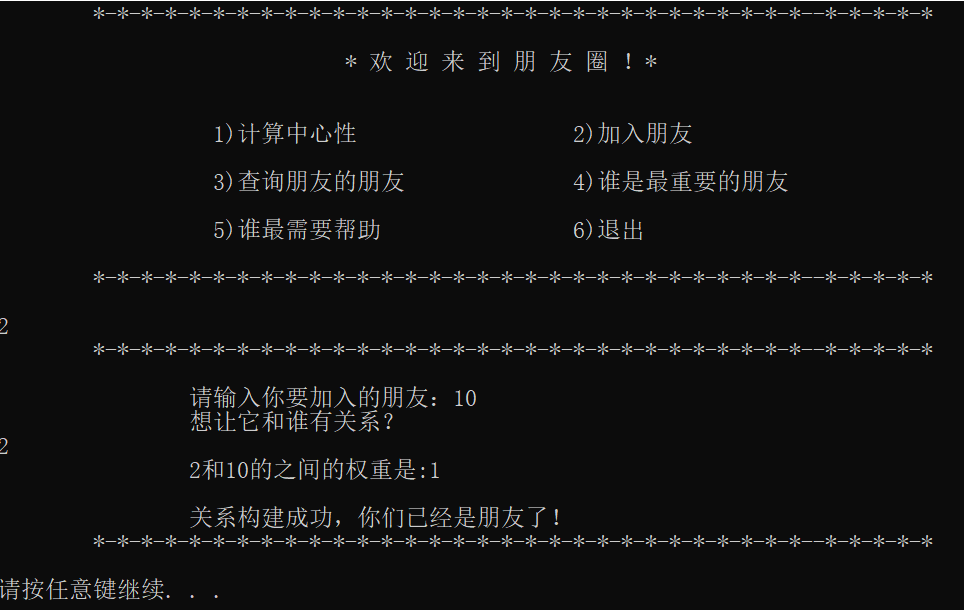 *-*-*-*-*-*-*-*-*-*-*-*-*-*-*-*-*-*-*-*-*-*-*-*-*-*-*-*-*-*--*-*-*-*-*
* 欢 迎 来 到 朋 友 圈 ！*
1)计算中心性 2)加入朋友
3)查询朋友的朋友 4)谁是最重要的朋友
5)谁最需要帮助 6)退出
*-*-*-*-*-*-*-*-*-*-*-*-*-*-*-*-*-*-*-*-*-*-*-*-*-*-*-*-*-*--*-*-*-*-*
2
*-*-*-*-*-*-*-*-*-*-*-*-*-*-*-*-*-*-*-*-*-*-*-*-*-*-*-*-*-*--*-*-*-*-*
请输入你要加入的朋友：10
想让它和谁有关系？
2
2和10的之间的权重是:1
关系构建成功，你们已经是朋友了！
*-*-*-*-*-*-*-*-*-*-*-*-*-*-*-*-*-*-*-*-*-*-*-*-*-*-*-*-*-*--*-*-*-*-*
请按任意键继续. . .